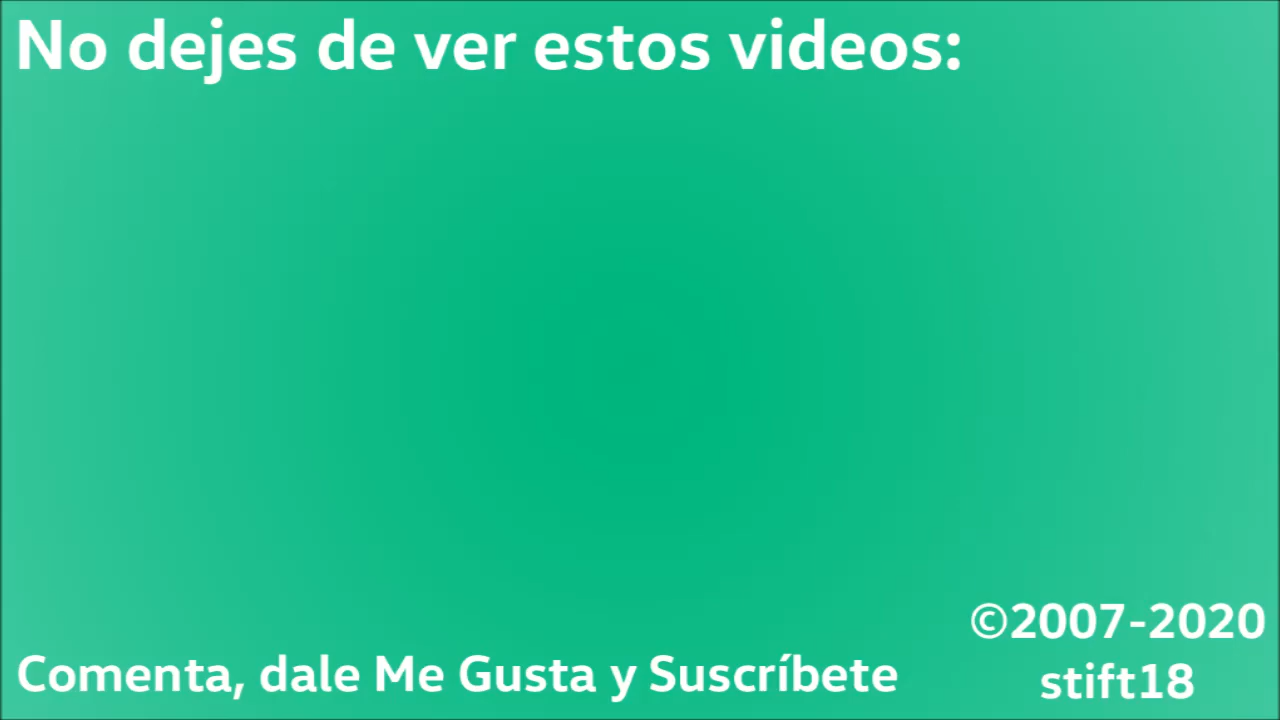 No dejes de ver estos videos:
©2007-2020
stift18
Comenta, dale Me Gusta y Suscríbete